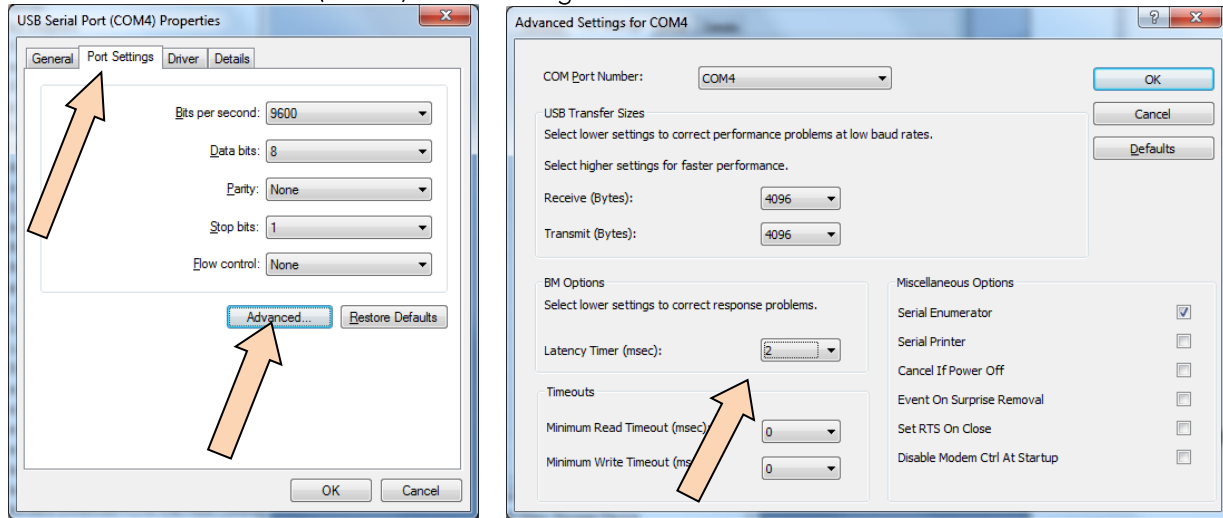 USB Serial Port (COM4) Properties
General Port Settings Driver Details
Bits per second: 9600
Data bits: 8
Parity: None
Stop bits: 1
Flow control: None
Advanced... Restore Defaults
OK Cancel
Advanced Settings for COM4
COM Port Number: COM4
OK
USB Transfer Sizes
Cancel
Select lower settings to correct performance problems at low baud rates.
Defaults
Select higher settings for faster performance.
Receive (Bytes): 4096
Transmit (Bytes): 4096
BM Options
Select lower settings to correct response problems.
Latency Timer (msec): 2
Timeouts
Minimum Read Timeout (msec): 0
Minimum Write Timeout 0
Miscellaneous Options
Serial Enumerator
Serial Printer
Cancel If Power Off
Event On Surprise Removal
Set RTS On Close
Disable Modem Ctrl At Startup